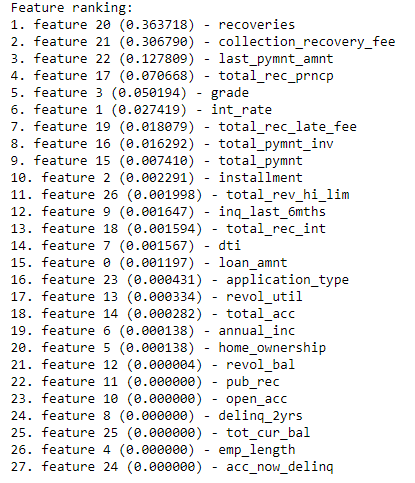 Feature ranking:
1. feature 20 (0.363718) - recoveries
2. feature 21 (0.306790) - collection_recovery_fee
3. feature 22 (0.127809) - last_pymnt_amnt
4. feature 17 (0.070668) - total_rec_prncp
5. feature 3 (0.050194) - grade
6. feature 1 (0.027419) - int_rate
7. feature 19 (0.018079) - total_rec_late_fee
8. feature 16 (0.016292) - total_pymnt_inv
9. feature 15 (0.007410) - total_pymnt
10. feature 2 (0.002291) - installment
11. feature 26 (0.001998) - total_rev_hi_lim
12. feature 9 (0.001647) - inq_last_6mths
13. feature 18 (0.001594) - total_rec_int
14. feature 7 (0.001567) - dti
15. feature 0 (0.001197) - loan_amnt
16. feature 23 (0.000431) - application_type
17. feature 13 (0.000334) - revol_util
18. feature 14 (0.000282) - total_acc
19. feature 6 (0.000138) - annual_inc
20. feature 5 (0.000138) - home_ownership
21. feature 12 (0.000004) - revol_bal
22. feature 11 (0.000000) - pub_rec
23. feature 10 (0.000000) - open_acc
24. feature 8 (0.000000) - delinq_2yrs
25. feature 25 (0.000000) - tot_cur_bal
26. feature 4 (0.000000) - emp_length
27. feature 24 (0.000000) - acc_now_delinq